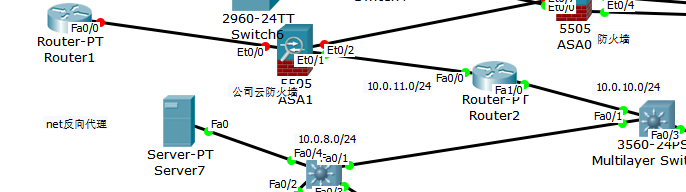 2960-24TT
Switch6
Et0/4
Router-PT
Router1
Fa0/0
Et0/0
Et0/2
Et0/1
5505
ASA0
防火墙
5505
ASA1
公司云防火墙
10.0.11.0/24
Fa0/0
Fa1/0
Router-PT
Router2
10.0.10.0/24
Fa0/1
Fa0/3
3560-24PS
Multilayer Swit
net反向代理
Server-PT
Server7
Fa0
10.0.8.0/24
Fa0/4
Fa0/1
Fa0/2
Fa0/3